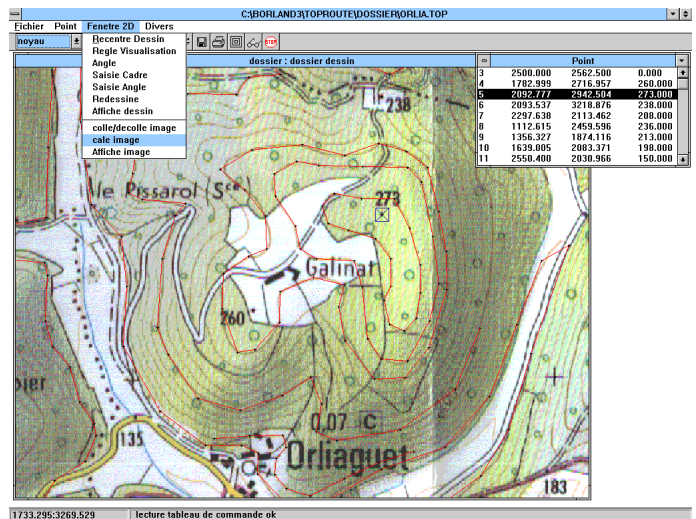 C:\BORLAND3\TOPROUTE\DOSSIER\ORLIA.TOP
Fichier Point Fenetre 2D Divers
noyau
STOP
Recentre Dessin
Regle Visualisation
Angle
Saisie Cadre
Saisie Angle
Redessine
Affiche dessin
colle/decolle image
cale image
Affiche image
dossier : dossier dessin
Point
3 2500.000 2562.500 0.000
4 1782.999 2716.957 260.000
5 2092.777 2942.504 273.000
6 2093.537 3218.876 238.000
7 2297.638 2113.462 208.000
8 1112.615 2459.596 236.000
9 1356.327 1874.116 213.000
10 1639.005 2083.371 198.000
11 2550.400 2030.966 150.000
238
le Pissarol (Sce)
273
Galinat
260
ier
0,07 C
135
Orliaguet
183
1733.295:3269.529 lecture tableau de commande ok